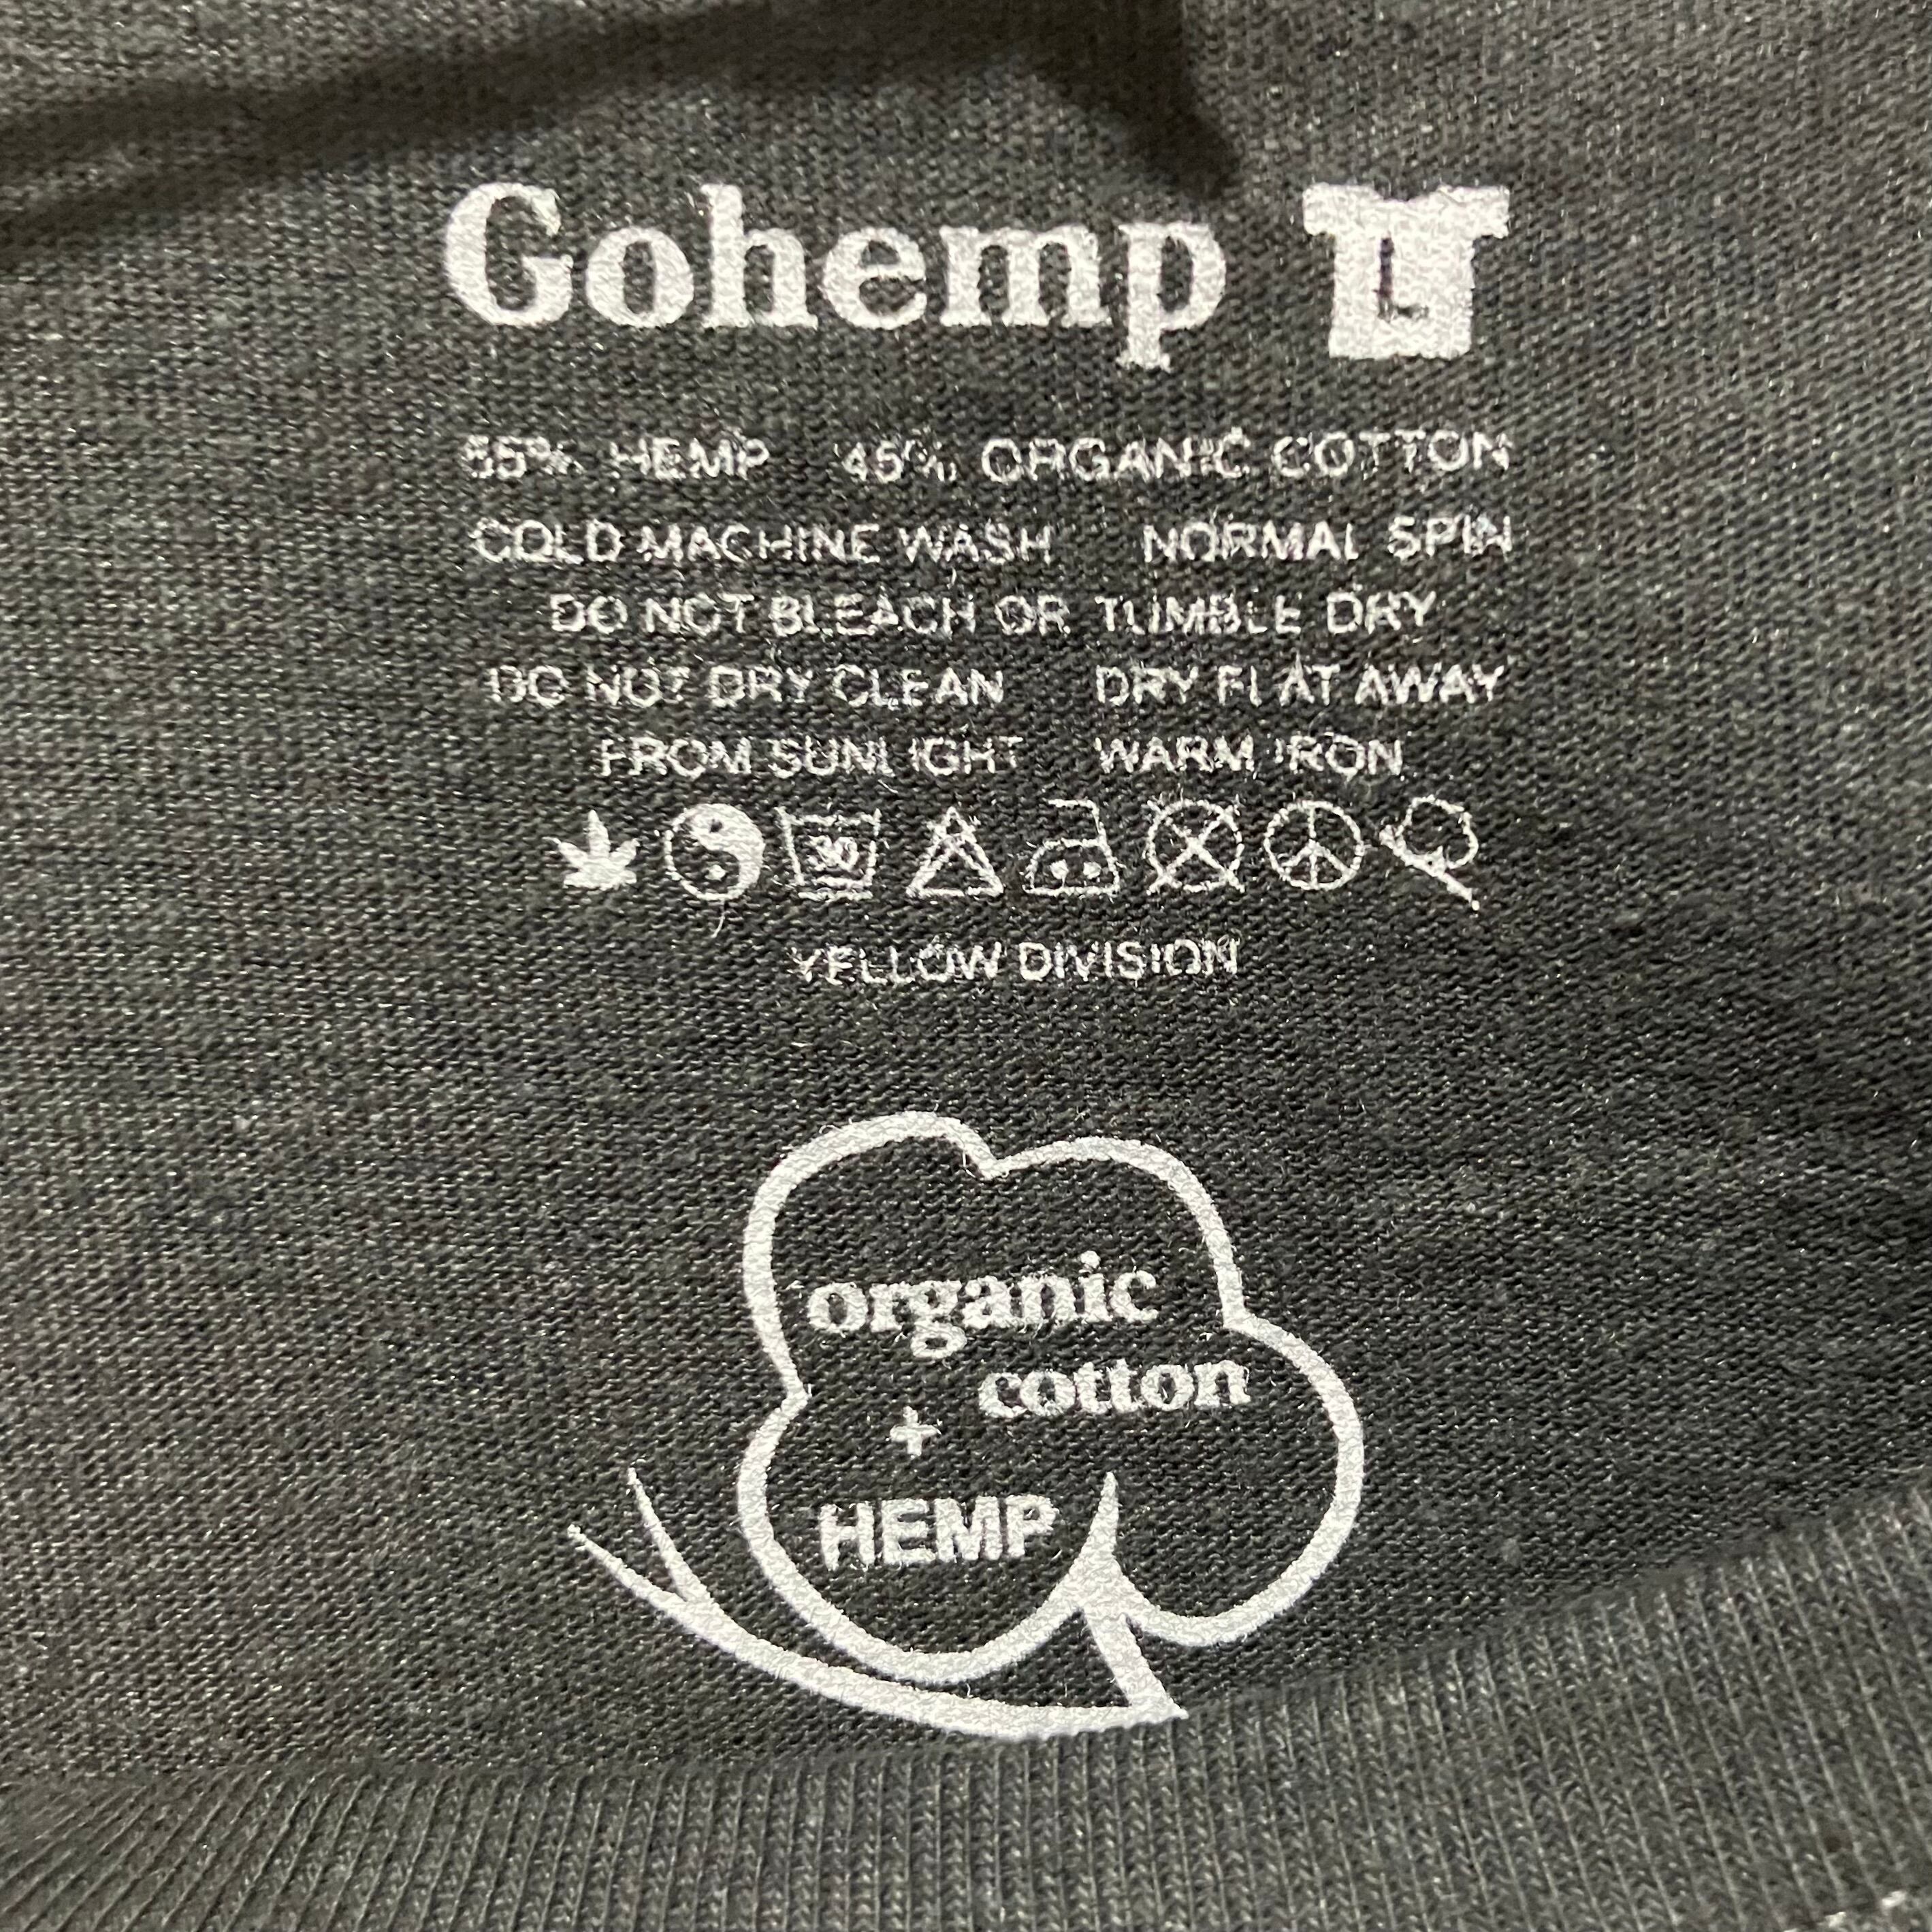 Gohemp L
55% HEMP 45% ORGANIC COTTON
COLD MACHINE WASH NORMAL SPIN
DO NOT BLEACH OR TUMBLE DRY
DO NOT DRY CLEAN DRY FLAT AWAY
FROM SUNLIGHT WARM IRON
30
YELLOW DIVISION
organic
cotton
+
HEMP